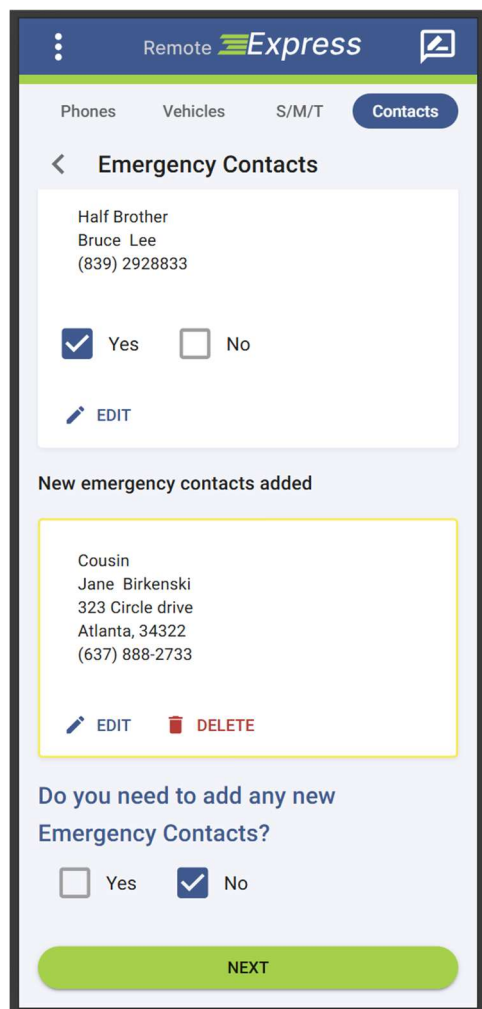 Remote Express
Phones Vehicles S/M/T Contacts
Emergency Contacts
Half Brother
Bruce Lee
(839) 2928833
Yes No
EDIT
New emergency contacts added
Cousin
Jane Birkenski
323 Circle drive
Atlanta, 34322
(637) 888-2733
EDIT DELETE
Do you need to add any new
Emergency Contacts?
Yes No
NEXT